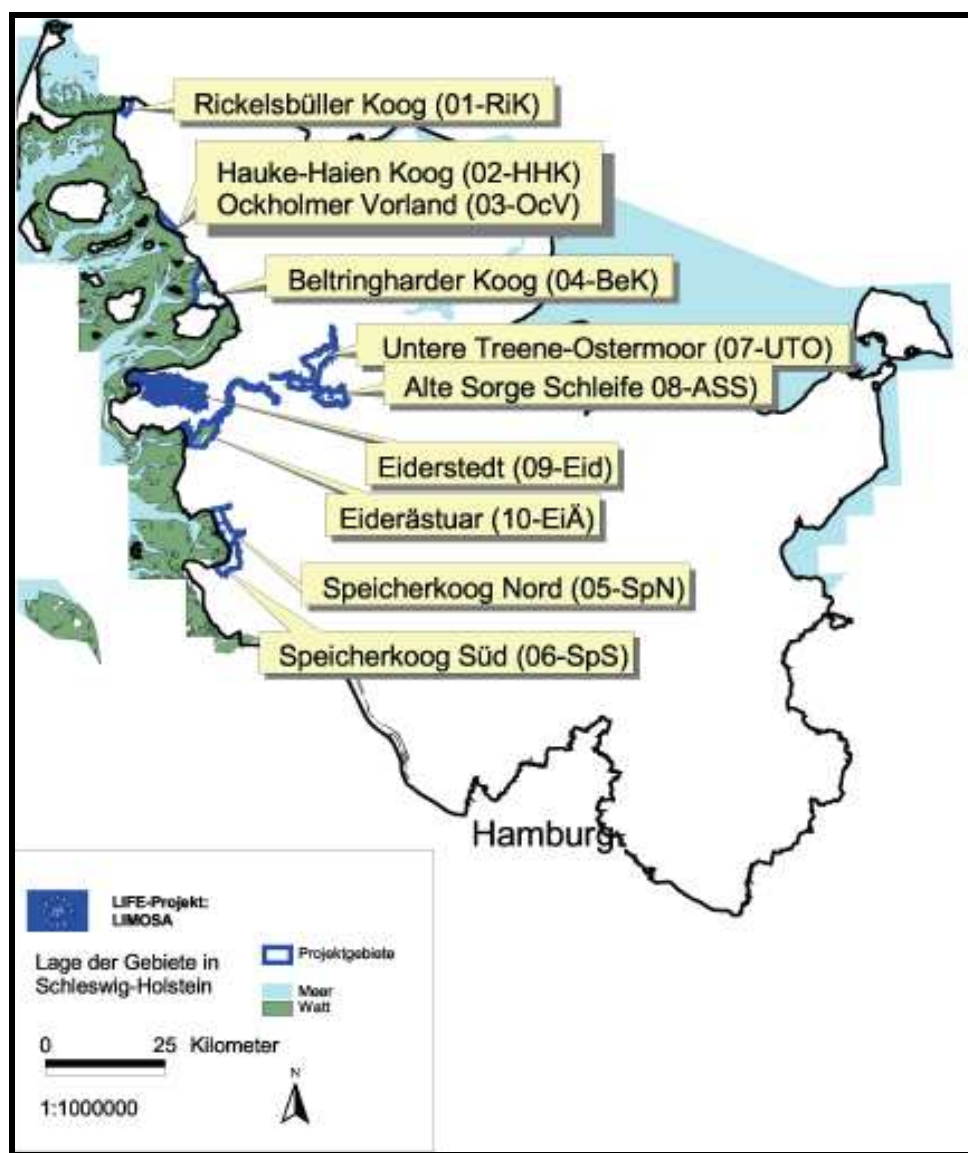 Rickelsbüller Koog (01-RiK)
Hauke-Haien Koog (02-HHK)
Ockholmer Vorland (03-OcV)
Beltringharder Koog (04-BeK)
Untere Treene-Ostermoor (07-UTO)
Alte Sorge Schleife 08-ASS)
Eiderstedt (09-Eid)
Eiderästuar (10-EiÄ)
Speicherkoog Nord (05-SpN)
Speicherkoog Süd (06-SpS)
Hamburg
LIFE-Projekt:
LIMOSA
Lage der Gebiete in
Schleswig-Holstein
Projektgebiete
Meer
Watt
0 25 Kilometer
N
1:1000000